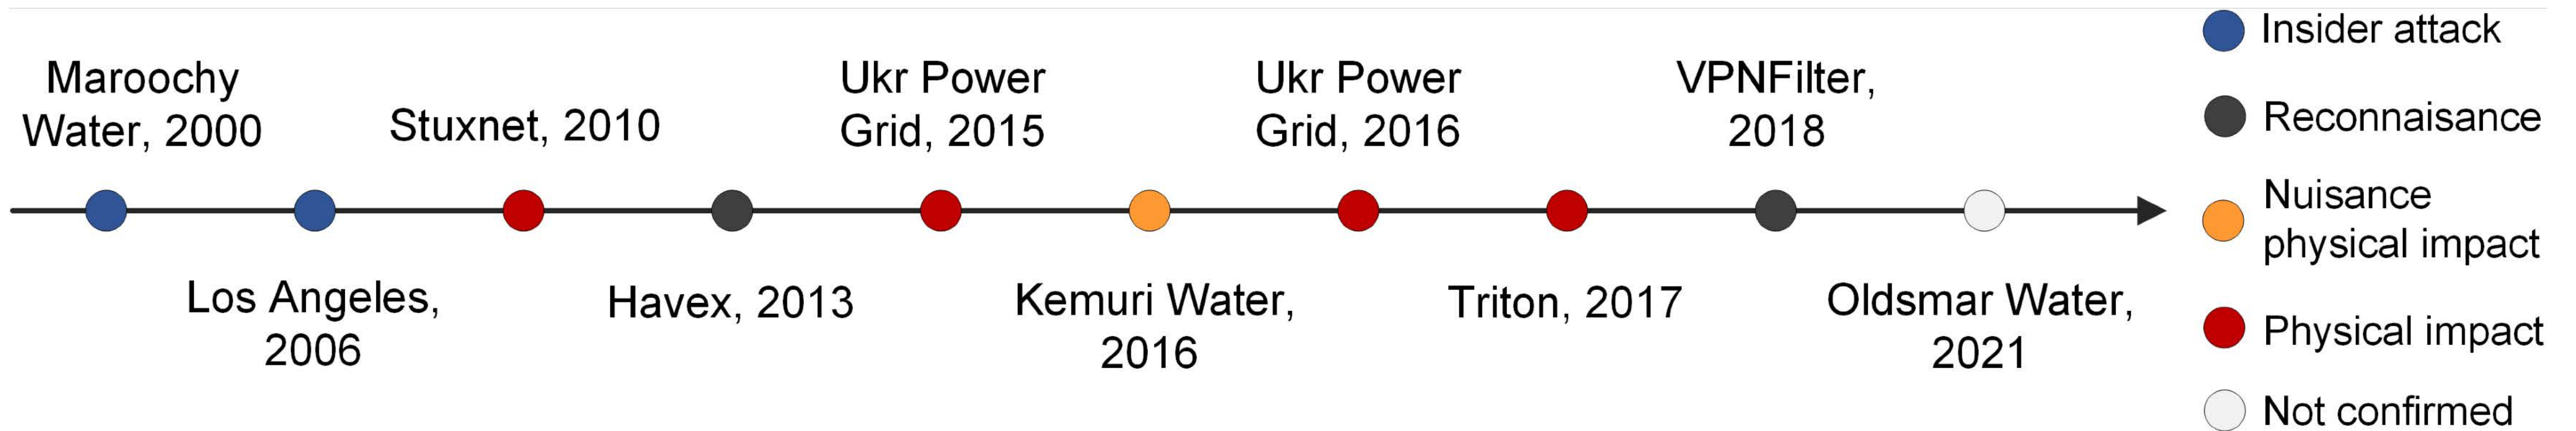 Maroochy
Water, 2000
Los Angeles,
2006
Stuxnet, 2010
Havex, 2013
Ukr Power
Grid, 2015
Kemuri Water,
2016
Ukr Power
Grid, 2016
Triton, 2017
VPNFilter,
2018
Oldsmar Water,
2021
Insider attack
Reconnaisance
Nuisance
physical impact
Physical impact
Not confirmed